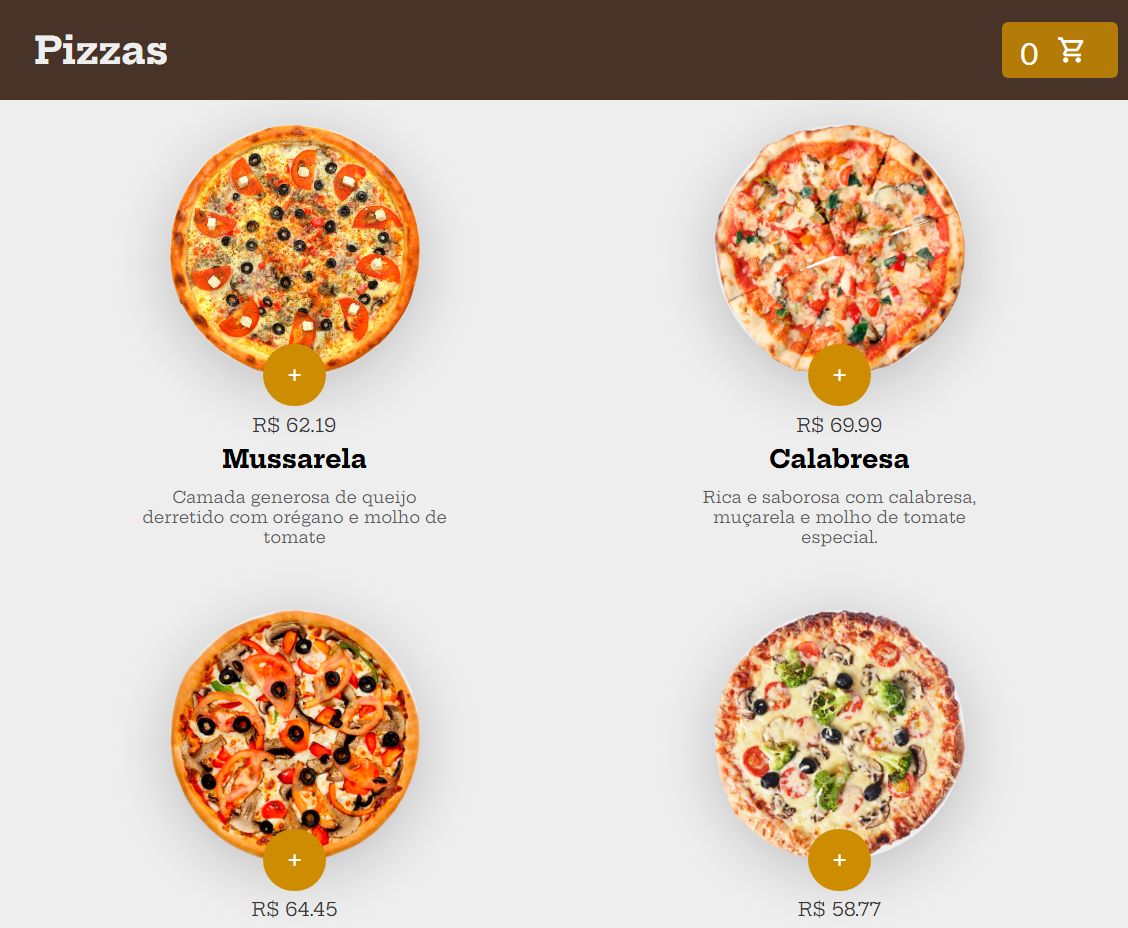 Pizzas
0
+
+
R$ 62.19
R$ 69.99
Mussarela
Calabresa
Camada generosa de queijo
derretido com orégano e molho de
tomate
Rica e saborosa com calabresa,
muçarela e molho de tomate
especial.
+
+
R$ 64.45
R$ 58.77